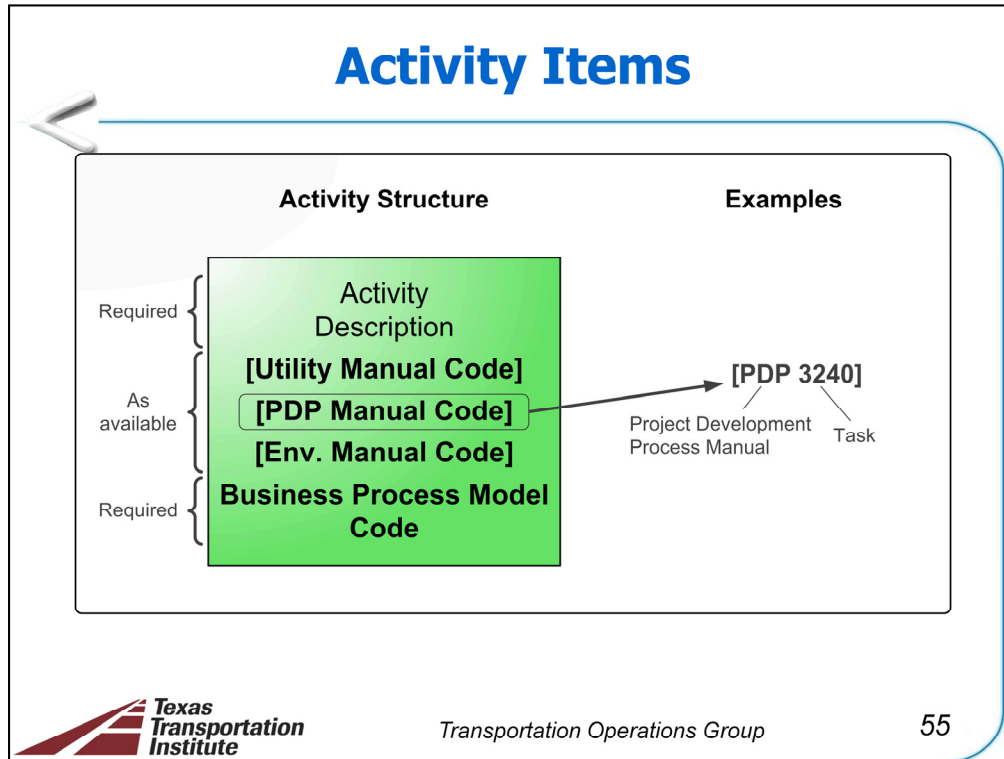 Activity Items
Activity Structure
Examples
Required
Activity
Description
As
available
[Utility Manual Code]
[PDP Manual Code]
[Env. Manual Code]
[PDP 3240]
Project Development
Process Manual
Task
Required
Business Process Model
Code
Texas
Transportation
Institute
Transportation Operations Group
55